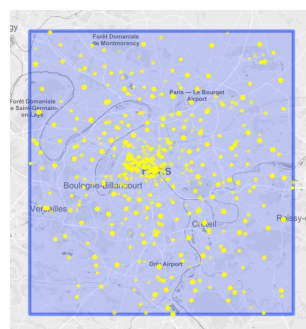 Forêt Domaniale
de Montmorency
Paris — Le Bourget
Airport
Forêt Domaniale
de Saint-Germain-
en-Laye
Boulogne-Billancourt
Versailles
Créteil
Roissy-
Orly Airport